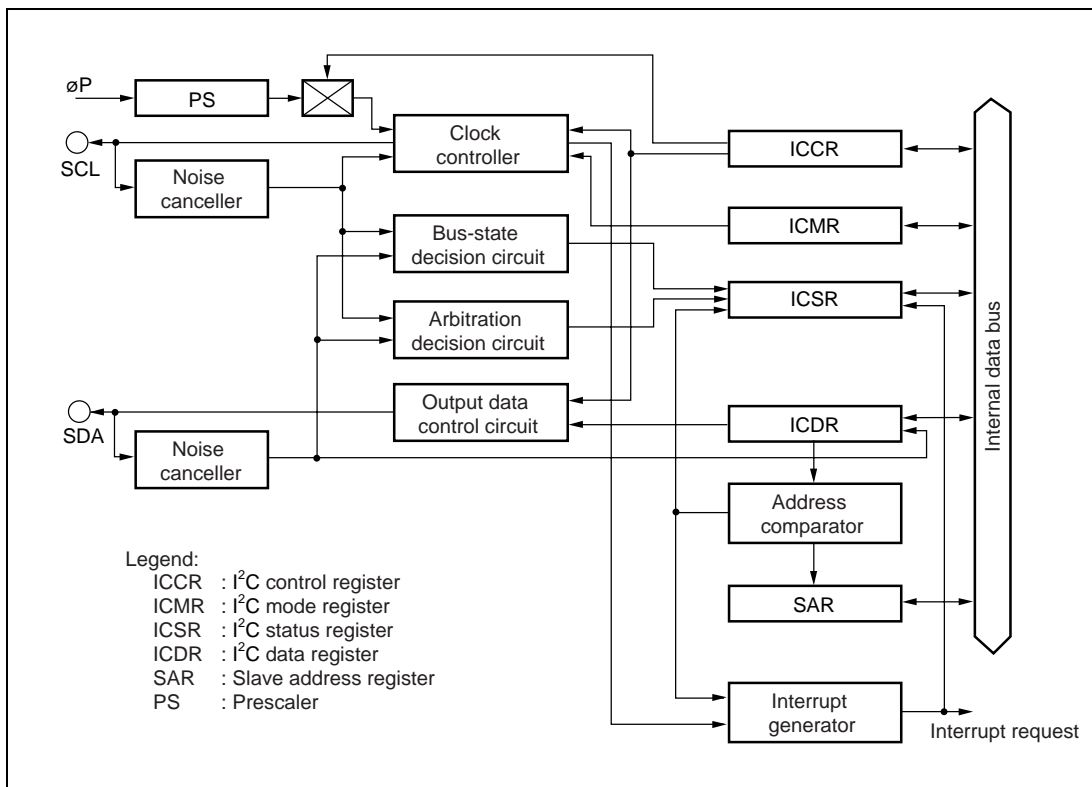 øP
PS
SCL
Noise
canceller
Clock
controller
Bus-state
decision circuit
Arbitration
decision circuit
Output data
control circuit
SDA
Noise
canceller
ICCR
ICMR
ICSR
ICDR
Address
comparator
SAR
Interrupt
generator
Interrupt request
Internal data bus
Legend:
ICCR : I²C control register
ICMR : I²C mode register
ICSR : I²C status register
ICDR : I²C data register
SAR : Slave address register
PS : Prescaler